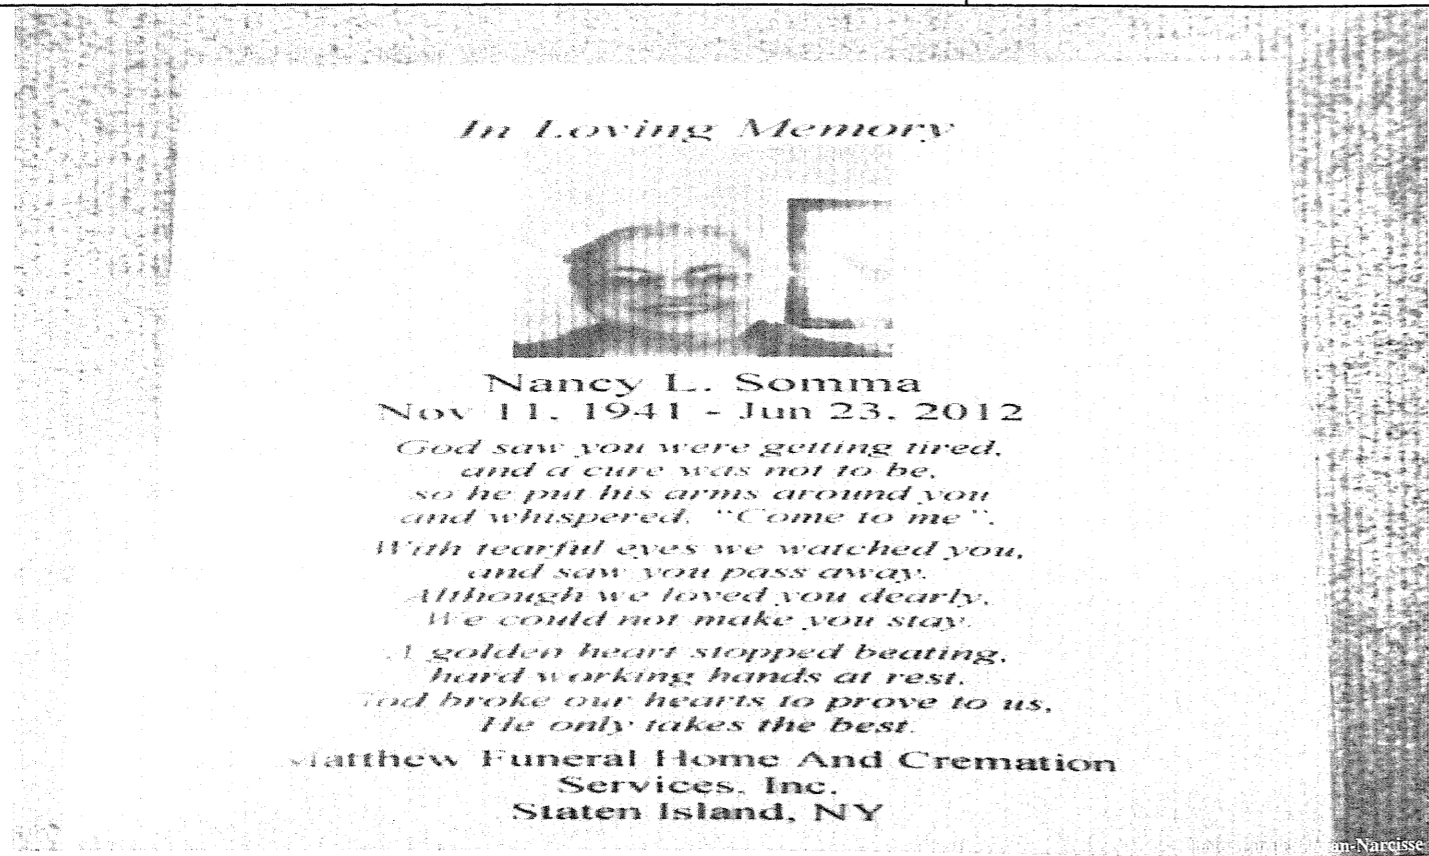 In Loving Memory
Nancy L. Somma
Nov 11, 1941 - Jun 23, 2012
God saw you were getting tired,
and a cure was not to be,
so he put his arms around you
and whispered, "Come to me".
With tearful eyes we watched you,
and saw you pass away.
Although we loved you dearly,
We could not make you stay.
A golden heart stopped beating,
hard working hands at rest.
God broke our hearts to prove to us,
He only takes the best.
Matthew Funeral Home And Cremation
Services, Inc.
Staten Island, NY
an-Narcisse